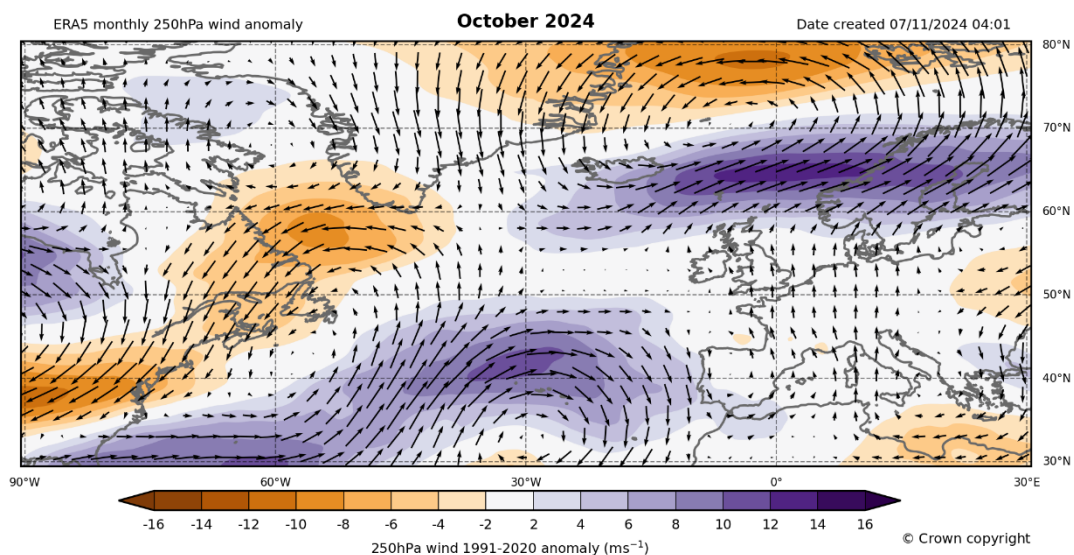 ERA5 monthly 250hPa wind anomaly
October 2024
Date created 07/11/2024 04:01
80°N
70°N
60°N
50°N
40°N
30°N
90°W 60°W 30°W 0° 30°E
-16 -14 -12 -10 -8 -6 -4 -2 2 4 6 8 10 12 14 16
250hPa wind 1991-2020 anomaly (ms⁻¹)
© Crown copyright